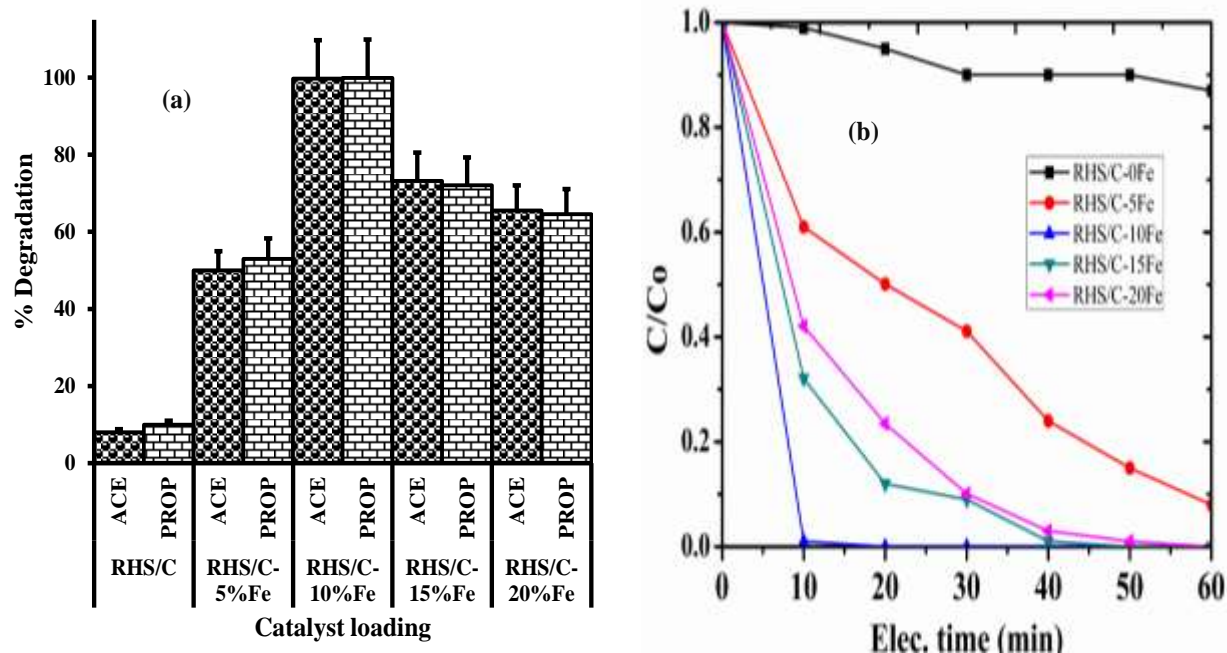 (a)
% Degradation
100
80
60
40
20
0
ACE
PROP
ACE
PROP
ACE
PROP
ACE
PROP
ACE
PROP
RHS/C
RHS/C-
5%Fe
RHS/C-
10%Fe
RHS/C-
15%Fe
RHS/C-
20%Fe
Catalyst loading
(b)
C/Co
1.0
0.8
0.6
0.4
0.2
0.0
RHS/C-0Fe
RHS/C-5Fe
RHS/C-10Fe
RHS/C-15Fe
RHS/C-20Fe
0 10 20 30 40 50 60
Elec. time (min)